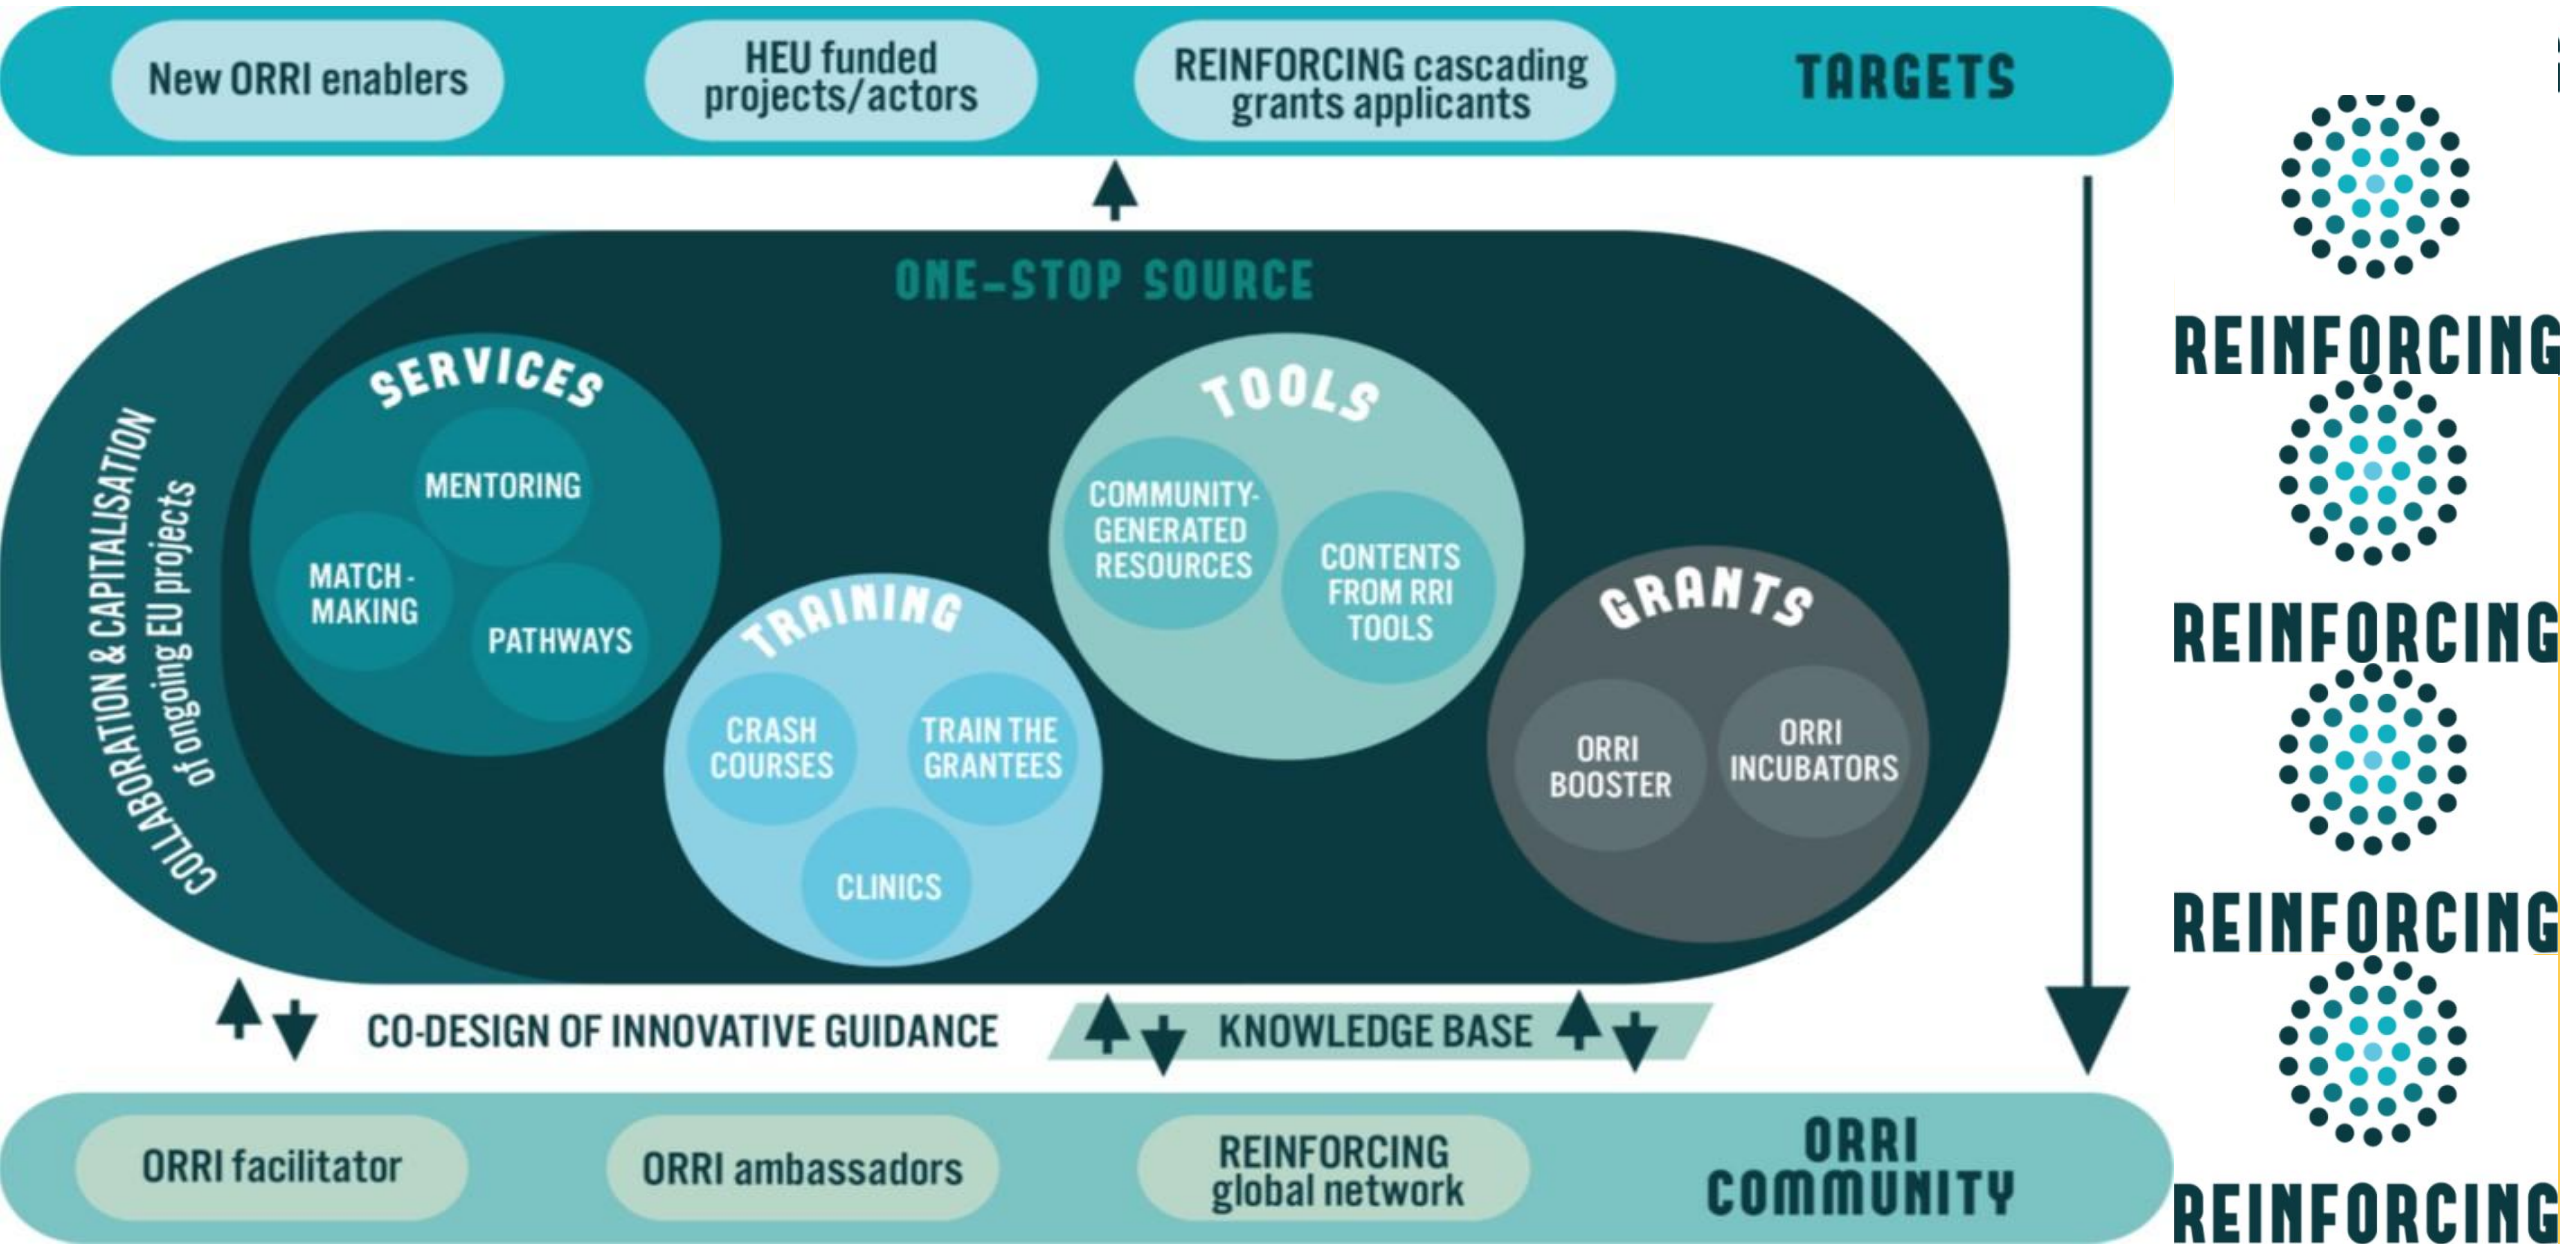 New ORRI enablers
HEU funded
projects/actors
REINFORCING cascading
grants applicants
TARGETS
ONE-STOP SOURCE
COLLABORATION & CAPITALISATION
of ongoing EU projects
SERVICES
MENTORING
MATCH-
MAKING
PATHWAYS
TRAINING
CRASH
COURSES
TRAIN THE
GRANTEES
CLINICS
TOOLS
COMMUNITY-
GENERATED
RESOURCES
CONTENTS
FROM RRI
TOOLS
GRANTS
ORRI
BOOSTER
ORRI
INCUBATORS
CO-DESIGN OF INNOVATIVE GUIDANCE
KNOWLEDGE BASE
ORRI facilitator
ORRI ambassadors
REINFORCING
global network
ORRI
COMMUNITY
REINFORCING
REINFORCING
REINFORCING
REINFORCING